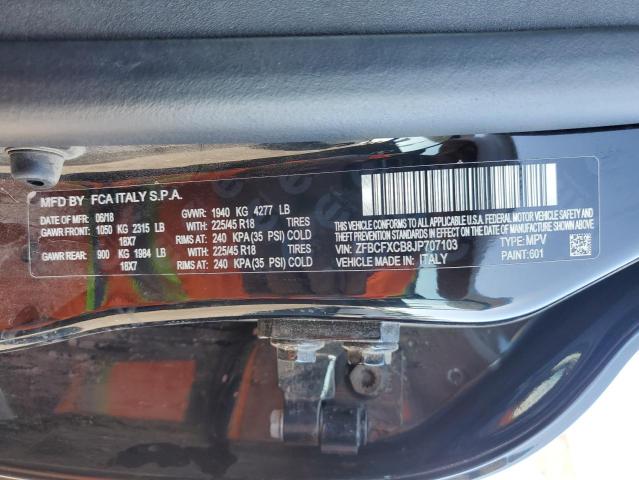 MFD BY FCA ITALY S.P.A.
DATE OF MFR: 06/18 GVWR: 1940 KG 4277 LB
GAWR FRONT: 1050 KG 2315 LB WITH: 225/45 R18 TIRES
18X7 RIMS AT: 240 KPA (35 PSI) COLD
GAWR REAR: 900 KG 1984 LB WITH: 225/45 R18 TIRES
18X7 RIMS AT: 240 KPA (35 PSI) COLD
THIS VEHICLE CONFORMS TO ALL APPLICABLE
FEDERAL MOTOR VEHICLE SAFETY, BUMPER, AND
THEFT PREVENTION STANDARDS IN EFFECT ON THE
DATE OF MANUFACTURE SHOWN ABOVE.
VIN: ZFBCFXCB8JP707103 TYPE: MPV
VEHICLE MADE IN: ITALY PAINT: 601